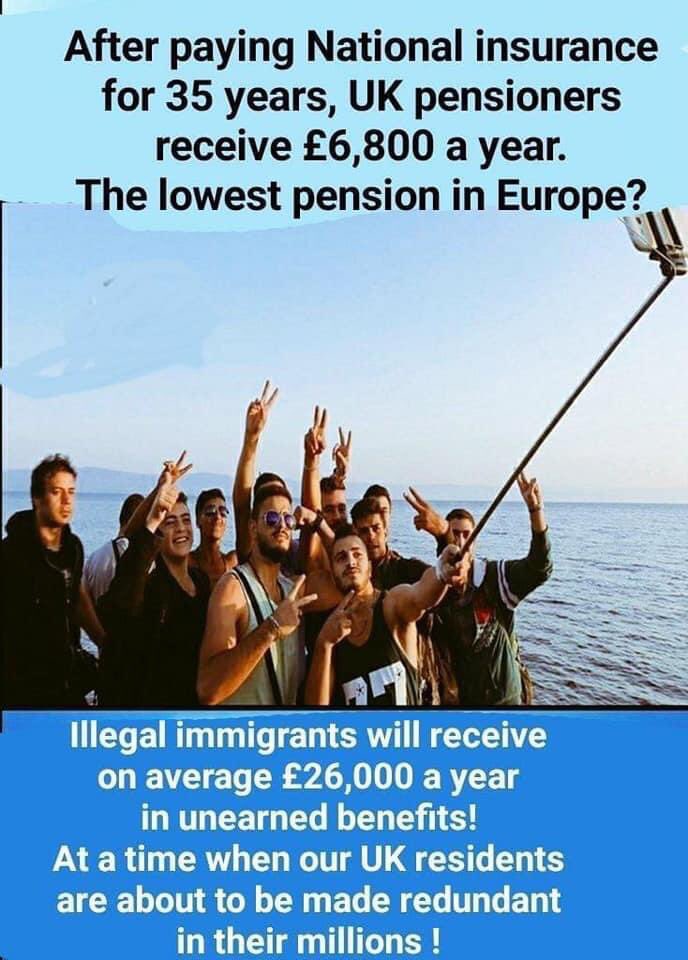 After paying National insurance
for 35 years, UK pensioners
receive £6,800 a year.
The lowest pension in Europe?
Illegal immigrants will receive
on average £26,000 a year
in unearned benefits!
At a time when our UK residents
are about to be made redundant
in their millions !